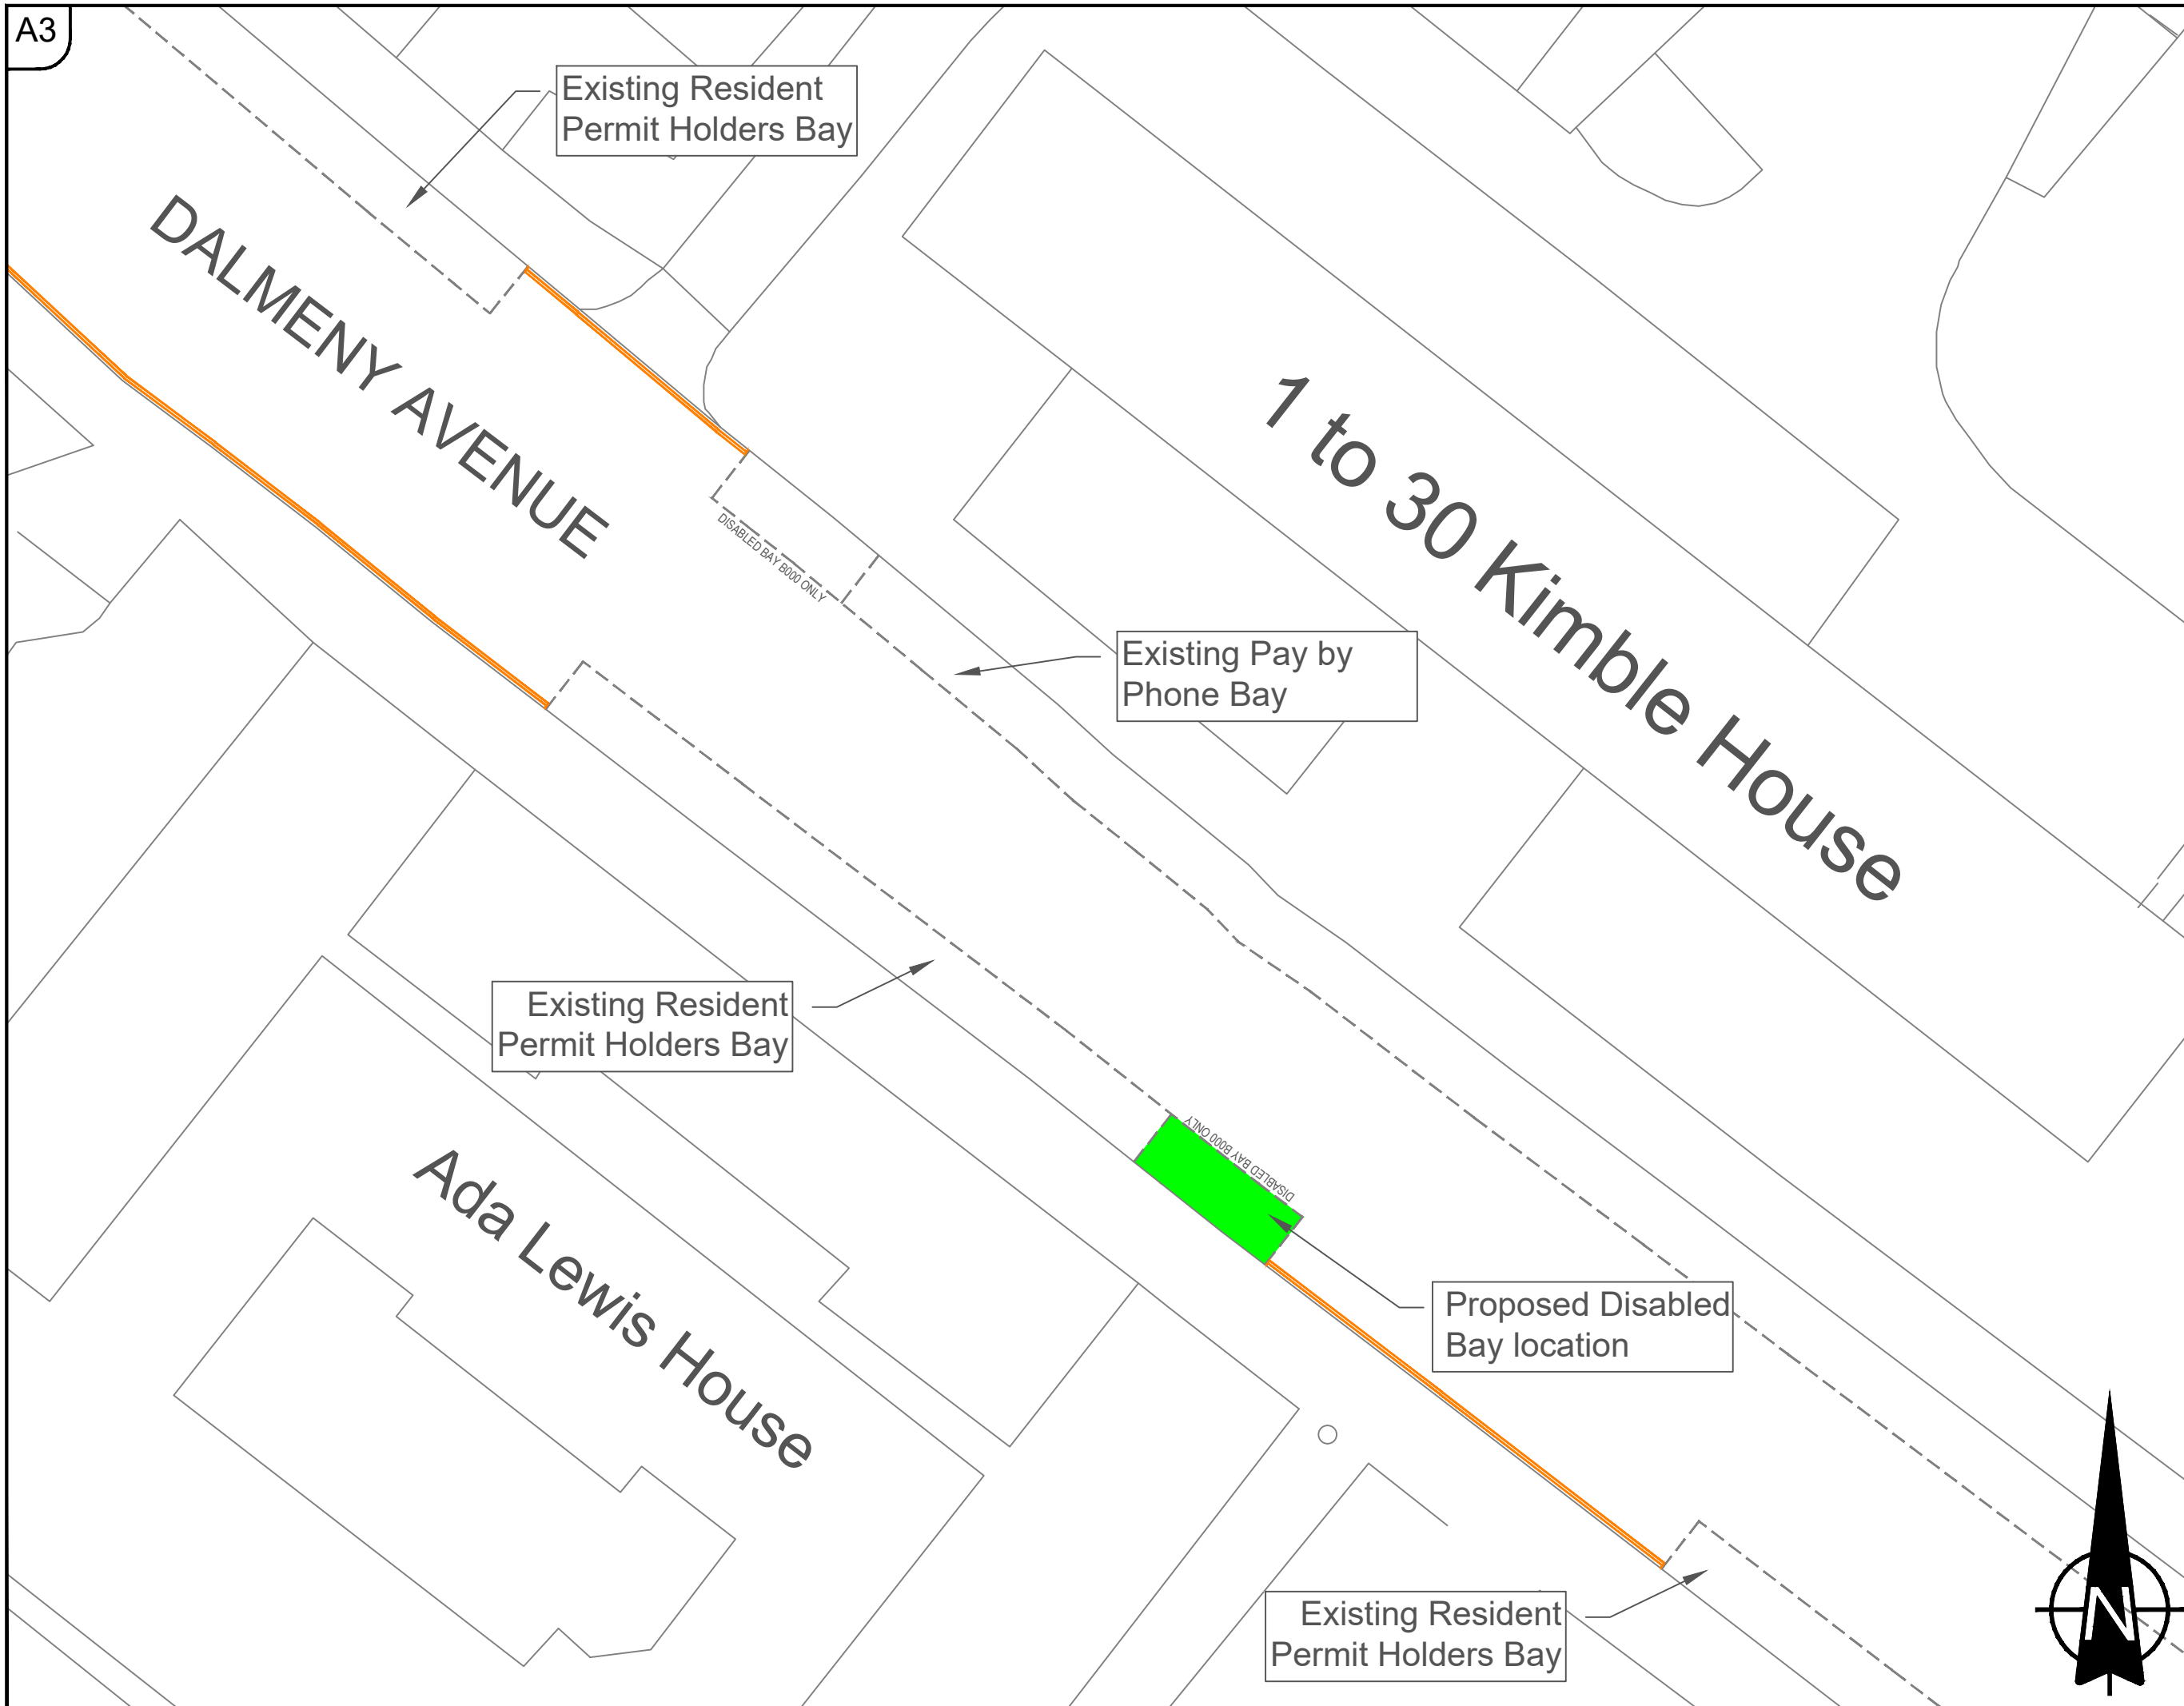 A3
Existing Resident
Permit Holders Bay
DALMENY AVENUE
1 to 30 Kimble House
DISABLED BAY B000 ONLY
Existing Pay by
Phone Bay
Existing Resident
Permit Holders Bay
DISABLED BAY B000 ONLY
Ada Lewis House
Proposed Disabled
Bay location
Existing Resident
Permit Holders Bay
N